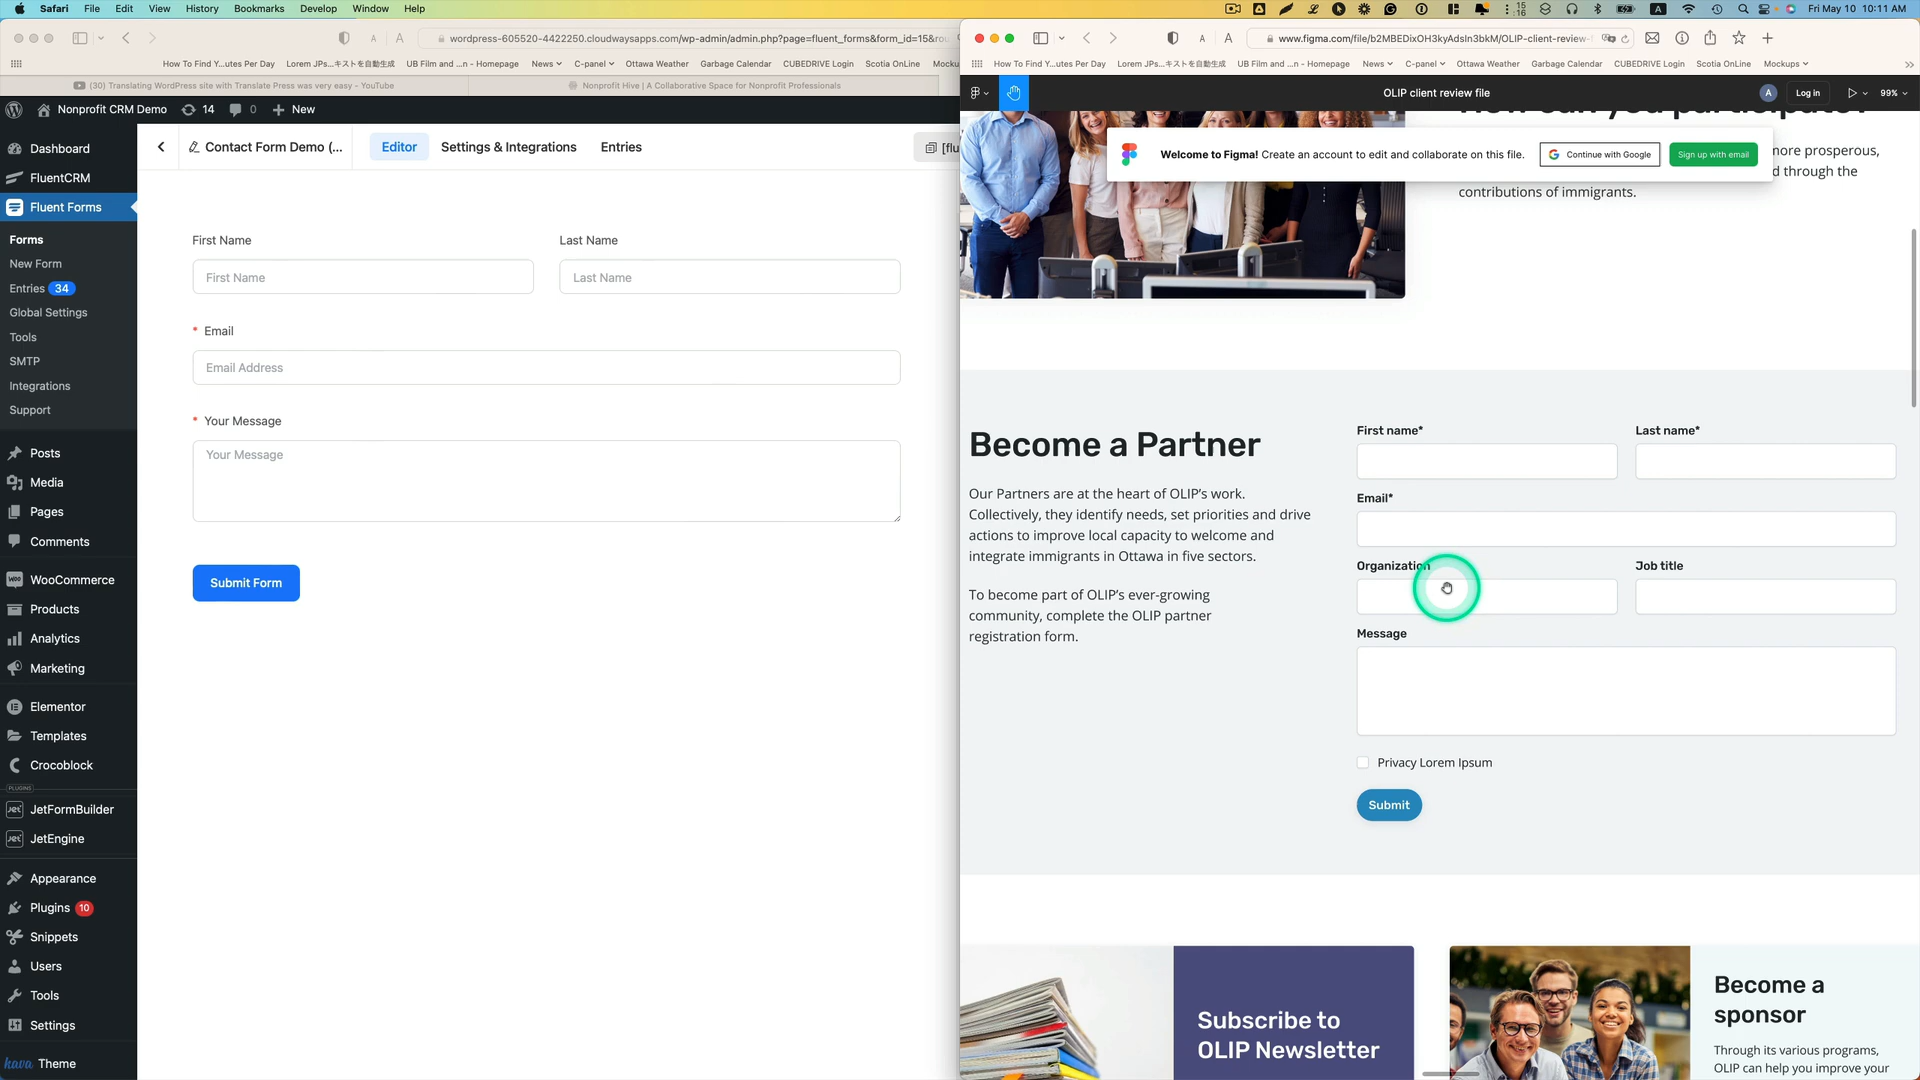 Safari File Edit View History Bookmarks Develop Window Help
15
16
A
Fri May 10 10:11 AM
wordpress-605520-4422250.cloudwaysapps.com/wp-admin/admin.php?page=fluent_forms&form_id=15&rou
How To Find Y...utes Per Day Lorem JPs...キストを自動生成 UB Film and ...n - Homepage News C-panel Ottawa Weather Garbage Calendar CUBEDRIVE Login Scotia OnLine Mocku
(30) Translating WordPress site with Translate Press was very easy - YouTube
Nonprofit Hive | A Collaborative Space for Nonprofit Professionals
Nonprofit CRM Demo 14 0 New
Dashboard
FluentCRM
Fluent Forms
Forms
New Form
Entries 34
Global Settings
Tools
SMTP
Integrations
Support
Posts
Media
Pages
Comments
WooCommerce
Products
Analytics
Marketing
Elementor
Templates
Crocoblock
PLUGINS
JetFormBuilder
JetEngine
Appearance
Plugins 10
Snippets
Users
Tools
Settings
kava Theme
Contact Form Demo (...
Editor
Settings & Integrations
Entries
[flu
First Name
First Name
Last Name
Last Name
* Email
Email Address
* Your Message
Your Message
Submit Form
www.figma.com/file/b2MBEDixOH3kyAdsIn3bkM/OLIP-client-review-
How To Find Y...utes Per Day Lorem JPs...キストを自動生成 UB Film and ...n - Homepage News C-panel Ottawa Weather Garbage Calendar CUBEDRIVE Login Scotia OnLine Mockups
OLIP client review file
A
Log in
99%
How can you participate?
Welcome to Figma! Create an account to edit and collaborate on this file.
Continue with Google
Sign up with email
more prosperous,
d through the
contributions of immigrants.
Become a Partner
Our Partners are at the heart of OLIP's work.
Collectively, they identify needs, set priorities and drive
actions to improve local capacity to welcome and
integrate immigrants in Ottawa in five sectors.
To become part of OLIP's ever-growing
community, complete the OLIP partner
registration form.
First name*
Last name*
Email*
Organization
Job title
Message
Privacy Lorem Ipsum
Submit
Subscribe to
OLIP Newsletter
Become a
sponsor
Through its various programs,
OLIP can help you improve your